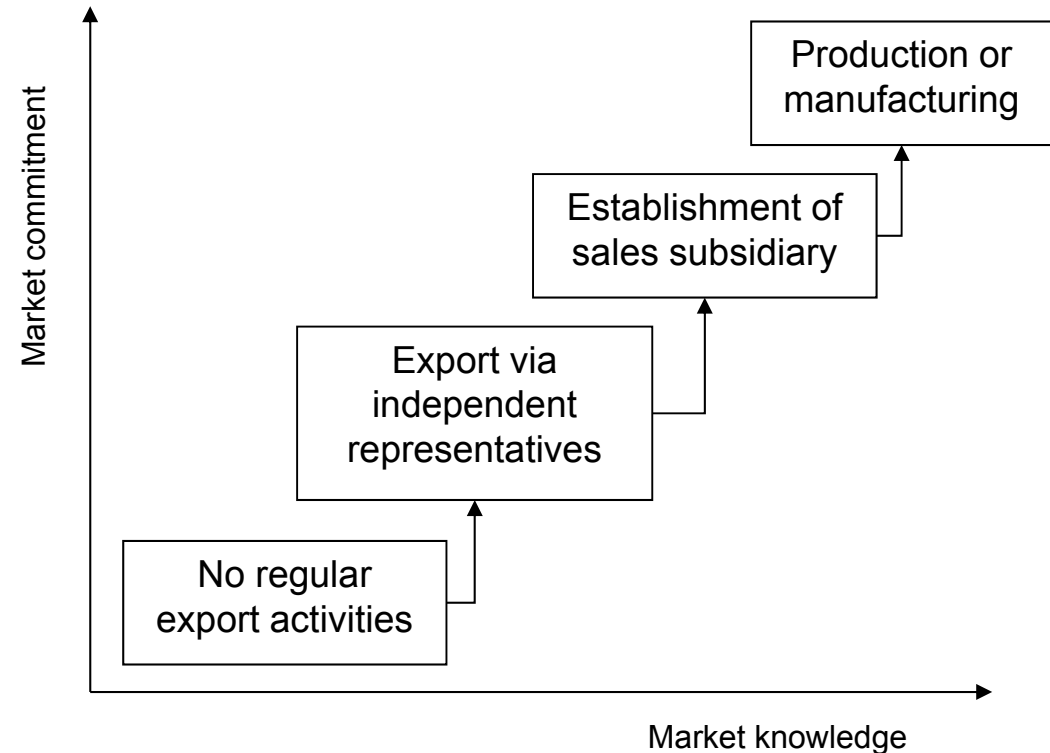 Production or
manufacturing
Market commitment
Establishment of
sales subsidiary
Export via
independent
representatives
No regular
export activities
Market knowledge